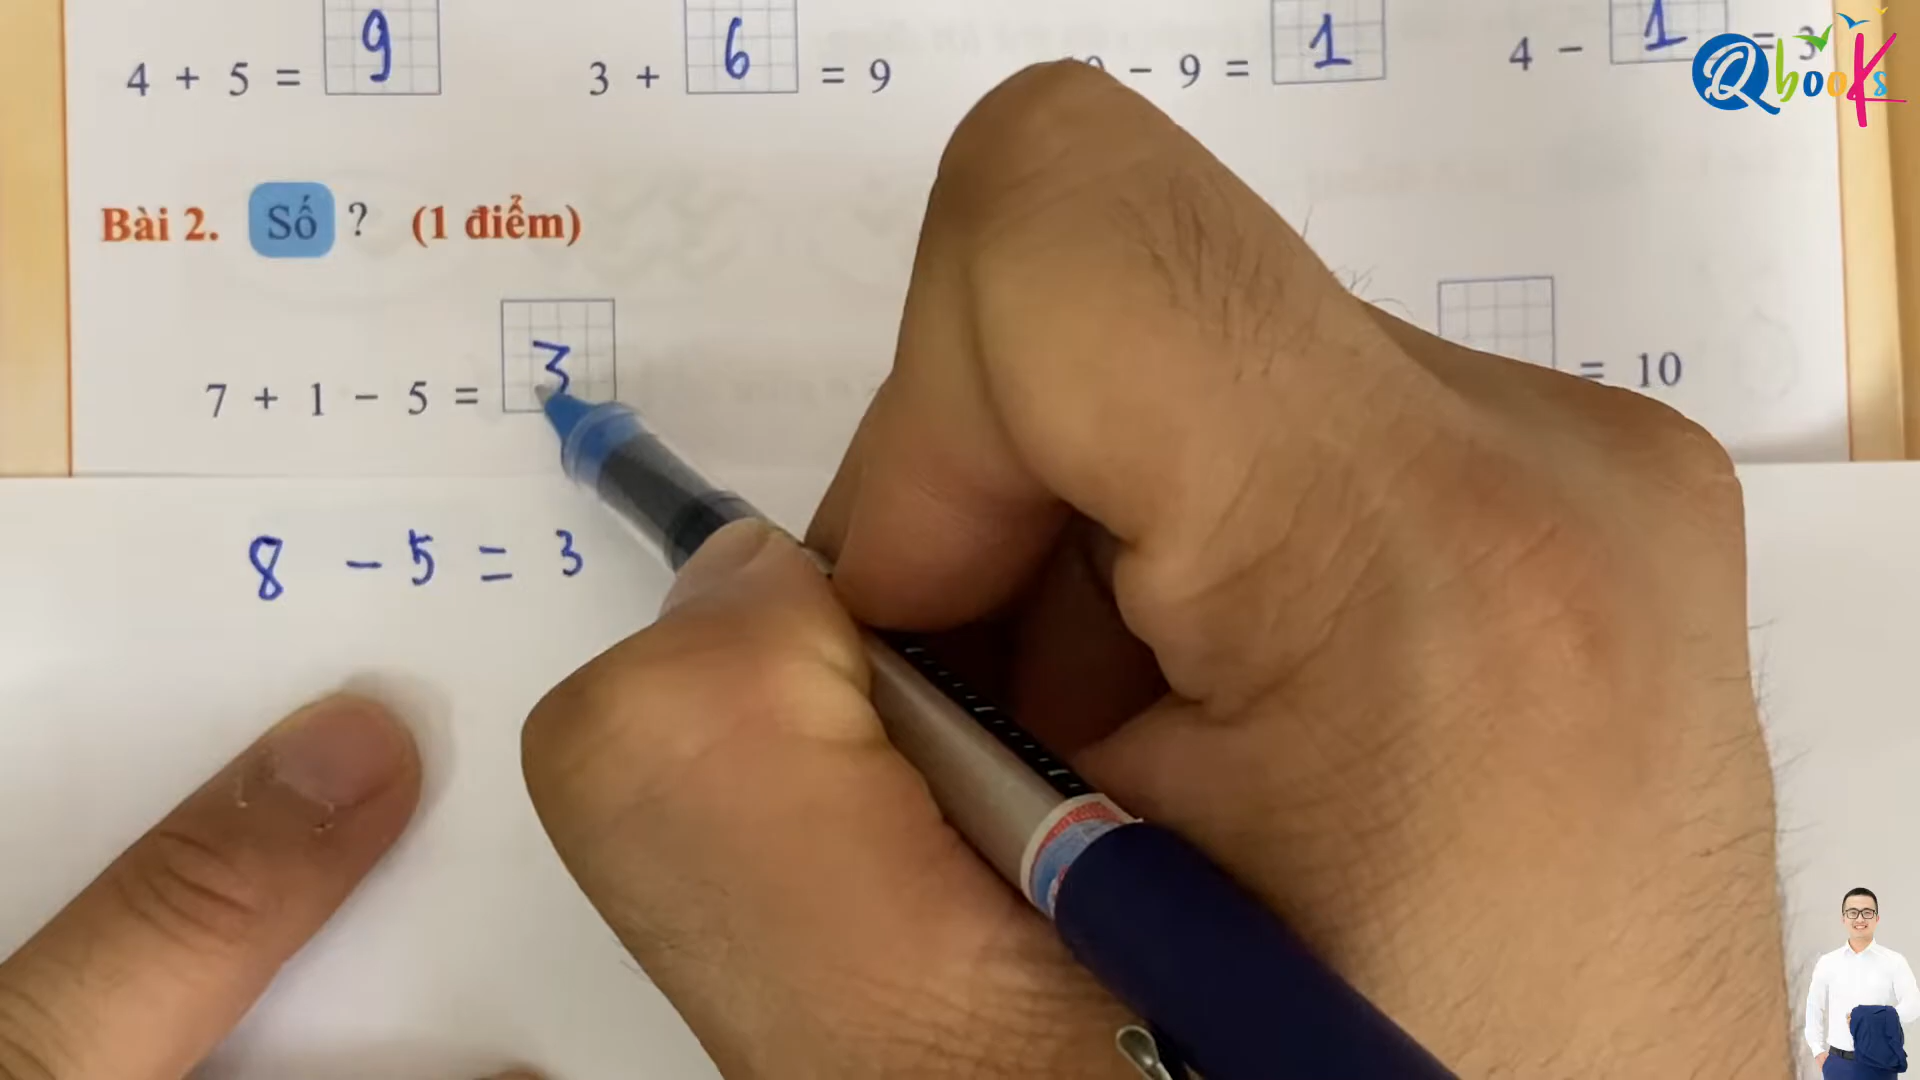 4 + 5 = 9 3 + 6 = 9 - 9 = 1 4 - 1 = 3
Qbooks
Bài 2. Số ? (1 điểm)
7 + 1 - 5 = 3 = 10
8 - 5 = 3